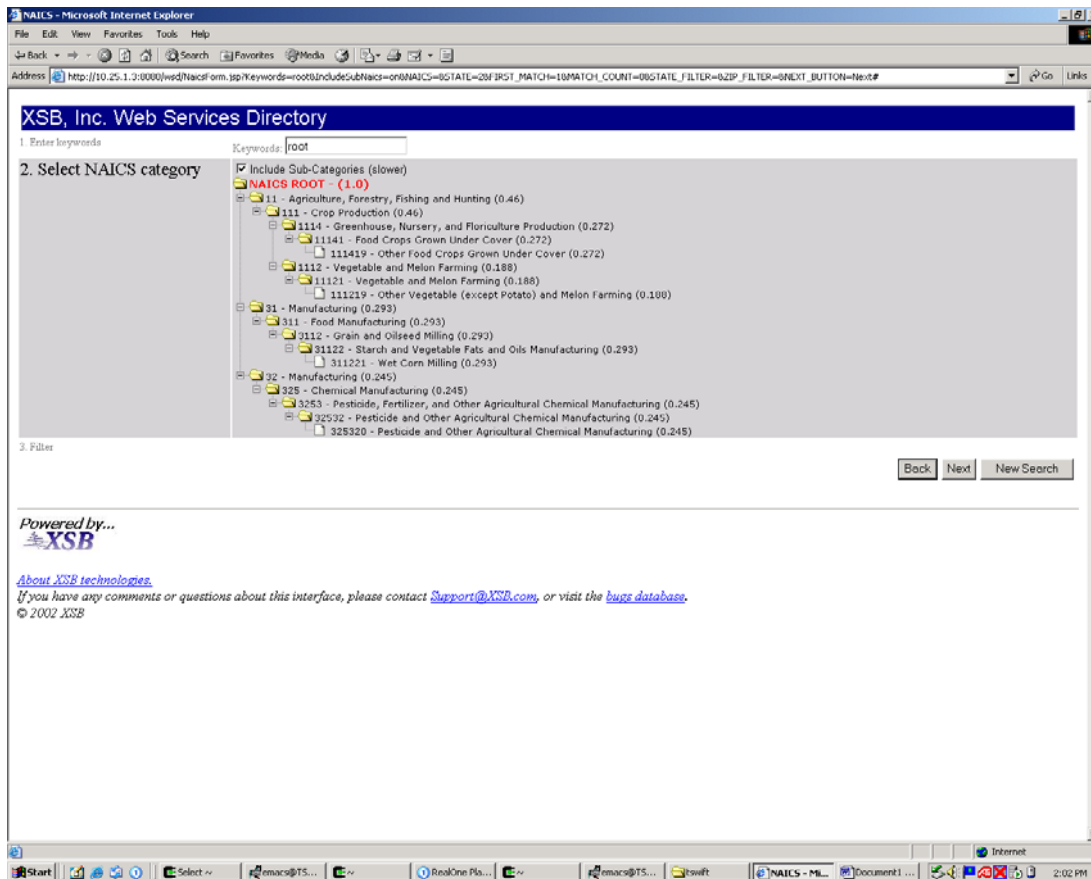 NAICS - Microsoft Internet Explorer
File Edit View Favorites Tools Help
Back Search Favorites Media
Address http://10.25.1.3:8080/wsd/NaicsForm.jsp?Keywords=root&IncludeSubNaics=on&NAICS=&STATE=2&FIRST_MATCH=1&MATCH_COUNT=0&STATE_FILTER=&ZIP_FILTER=&NEXT_BUTTON=Next# Go Links
XSB, Inc. Web Services Directory
1. Enter keywords Keywords: root
2. Select NAICS category Include Sub-Categories (slower)
NAICS ROOT - (1.0)
11 - Agriculture, Forestry, Fishing and Hunting (0.46)
111 - Crop Production (0.46)
1114 - Greenhouse, Nursery, and Floriculture Production (0.272)
11141 - Food Crops Grown Under Cover (0.272)
111419 - Other Food Crops Grown Under Cover (0.272)
1112 - Vegetable and Melon Farming (0.188)
11121 - Vegetable and Melon Farming (0.188)
111219 - Other Vegetable (except Potato) and Melon Farming (0.188)
31 - Manufacturing (0.293)
311 - Food Manufacturing (0.293)
3112 - Grain and Oilseed Milling (0.293)
31122 - Starch and Vegetable Fats and Oils Manufacturing (0.293)
311221 - Wet Corn Milling (0.293)
32 - Manufacturing (0.245)
325 - Chemical Manufacturing (0.245)
3253 - Pesticide, Fertilizer, and Other Agricultural Chemical Manufacturing (0.245)
32532 - Pesticide and Other Agricultural Chemical Manufacturing (0.245)
325320 - Pesticide and Other Agricultural Chemical Manufacturing (0.245)
3. Filter
Back Next New Search
Powered by...
XSB
About XSB technologies.
If you have any comments or questions about this interface, please contact Support@XSB.com, or visit the bugs database.
© 2002 XSB
Internet
Start Select ~ emacs@TS... ~ RealOne Pla... ~ emacs@TS... tswift NAICS - Mi... Document1 ... 2:02 PM